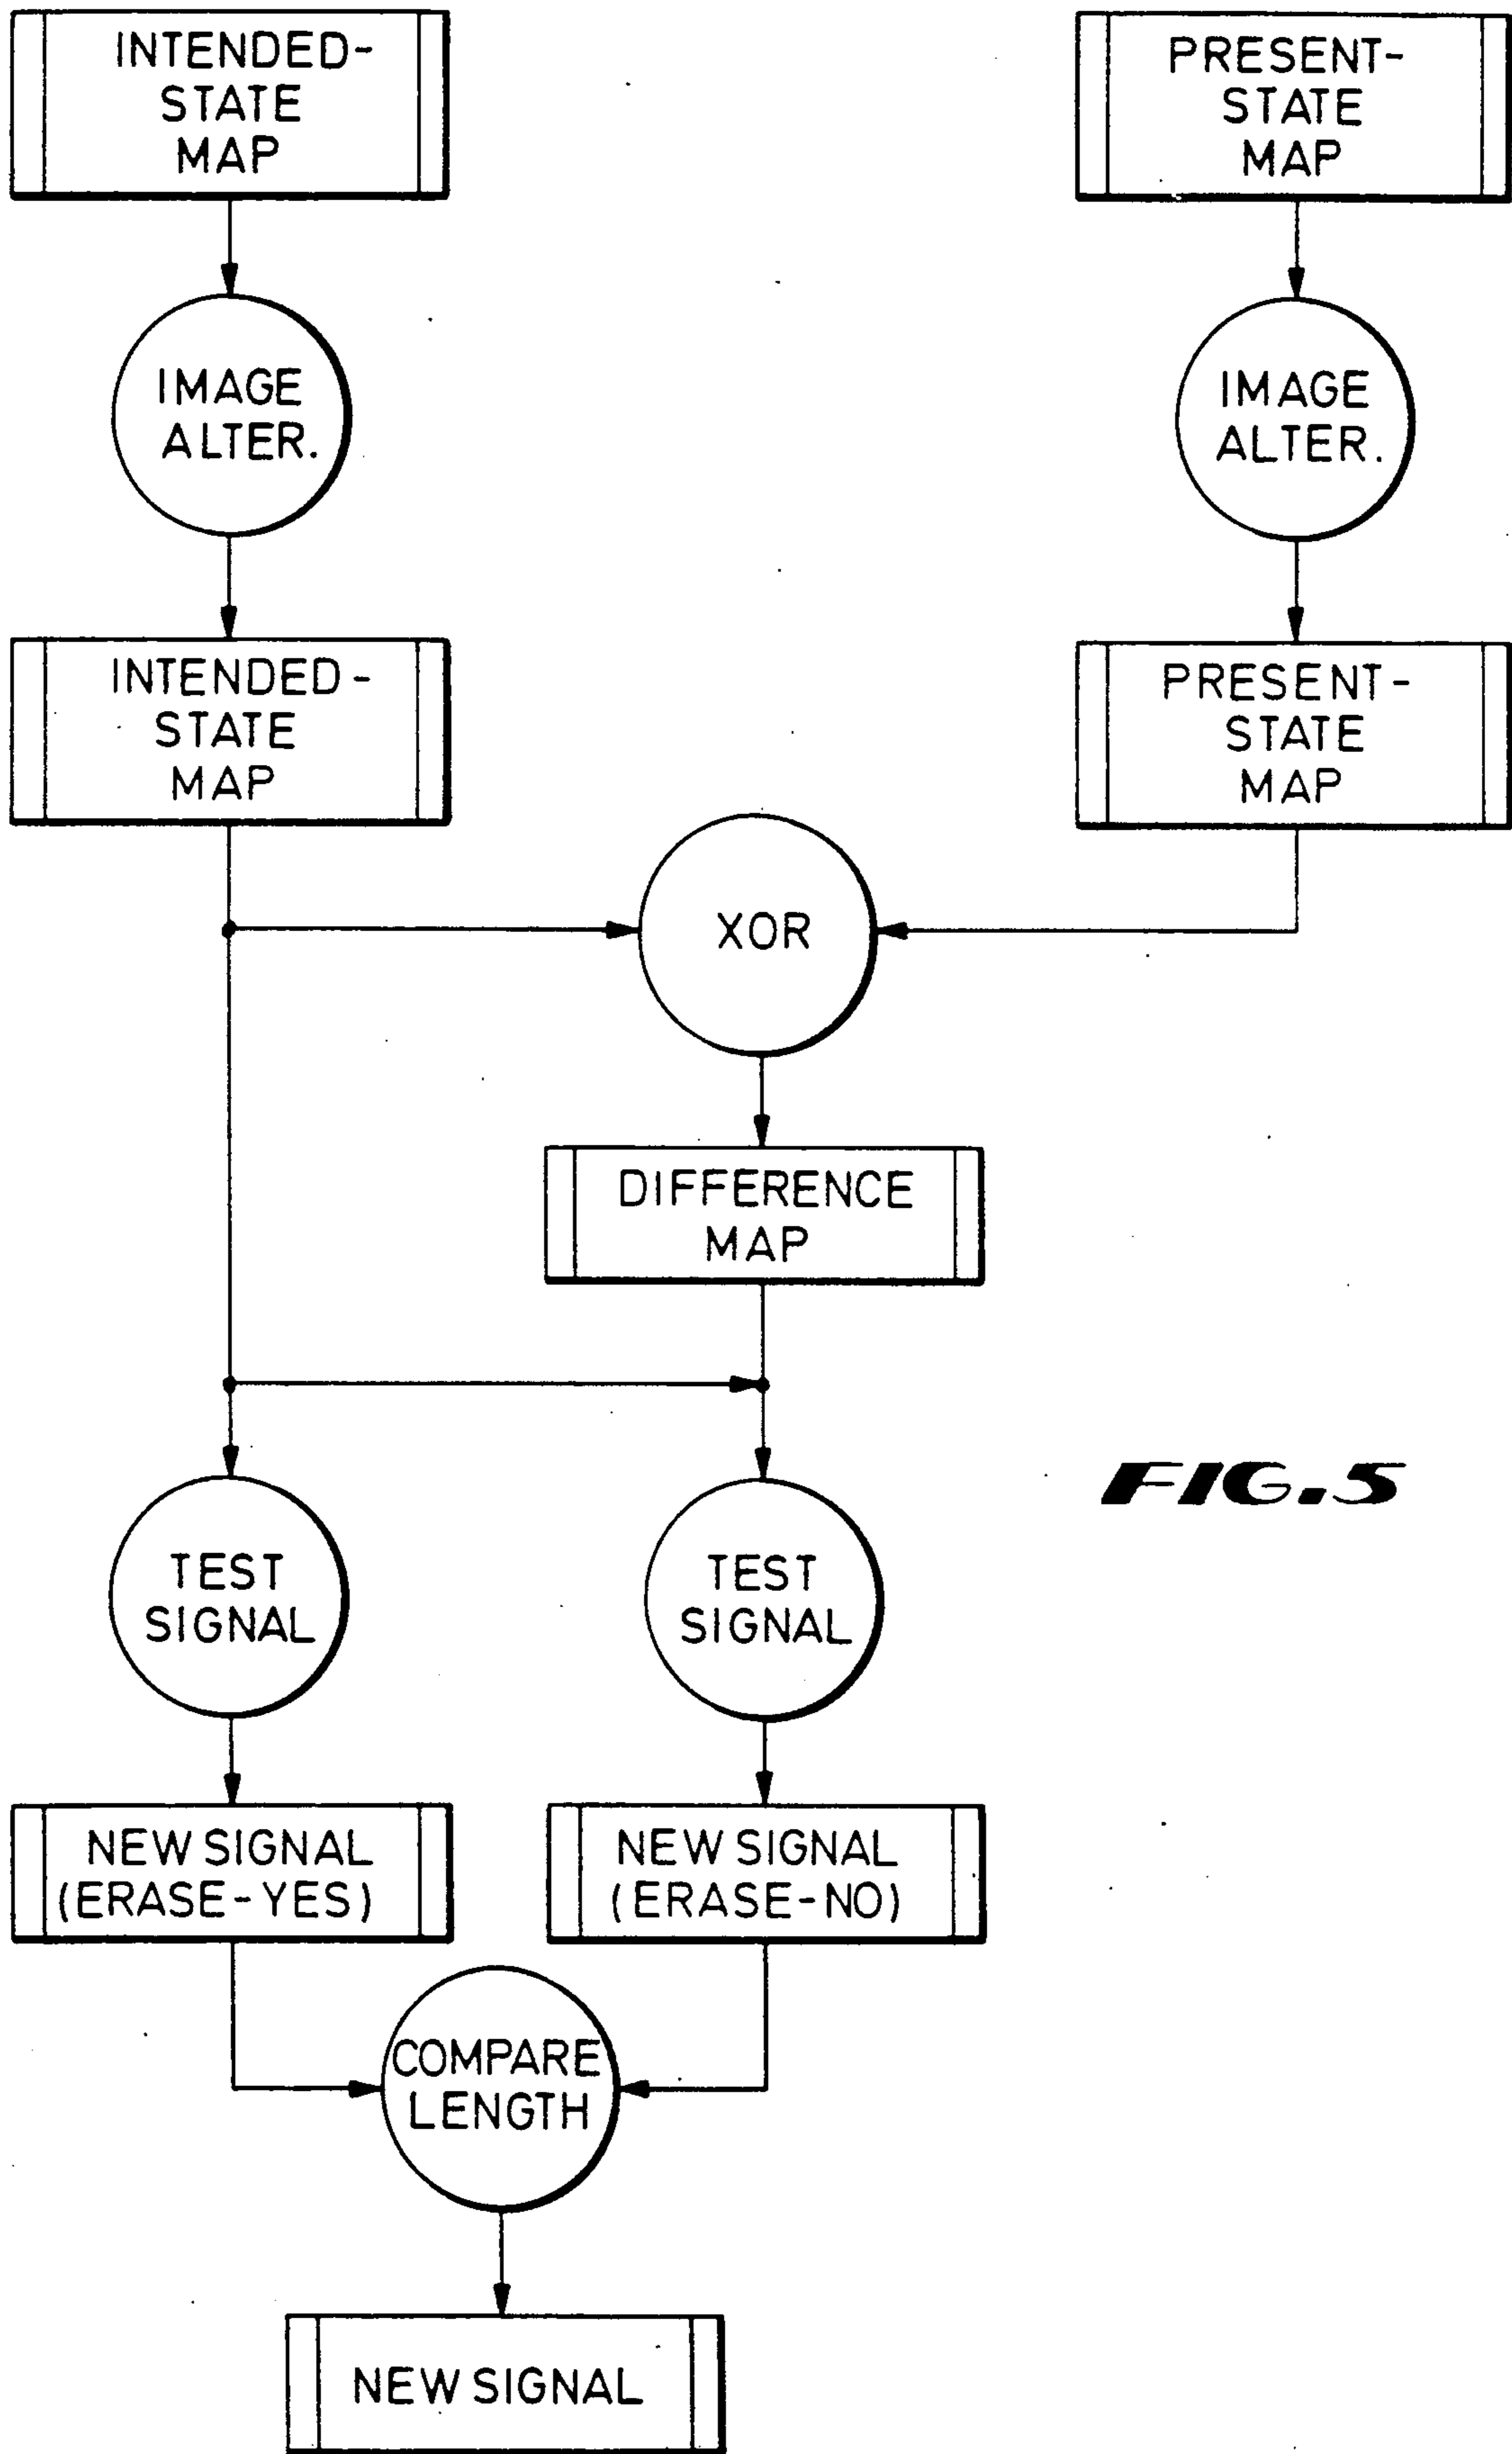 INTENDED-
STATE
MAP
PRESENT-
STATE
MAP
IMAGE
ALTER.
IMAGE
ALTER.
INTENDED-
STATE
MAP
PRESENT-
STATE
MAP
XOR
DIFFERENCE
MAP
FIG.5
TEST
SIGNAL
TEST
SIGNAL
NEW SIGNAL
(ERASE-YES)
NEW SIGNAL
(ERASE-NO)
COMPARE
LENGTH
NEW SIGNAL